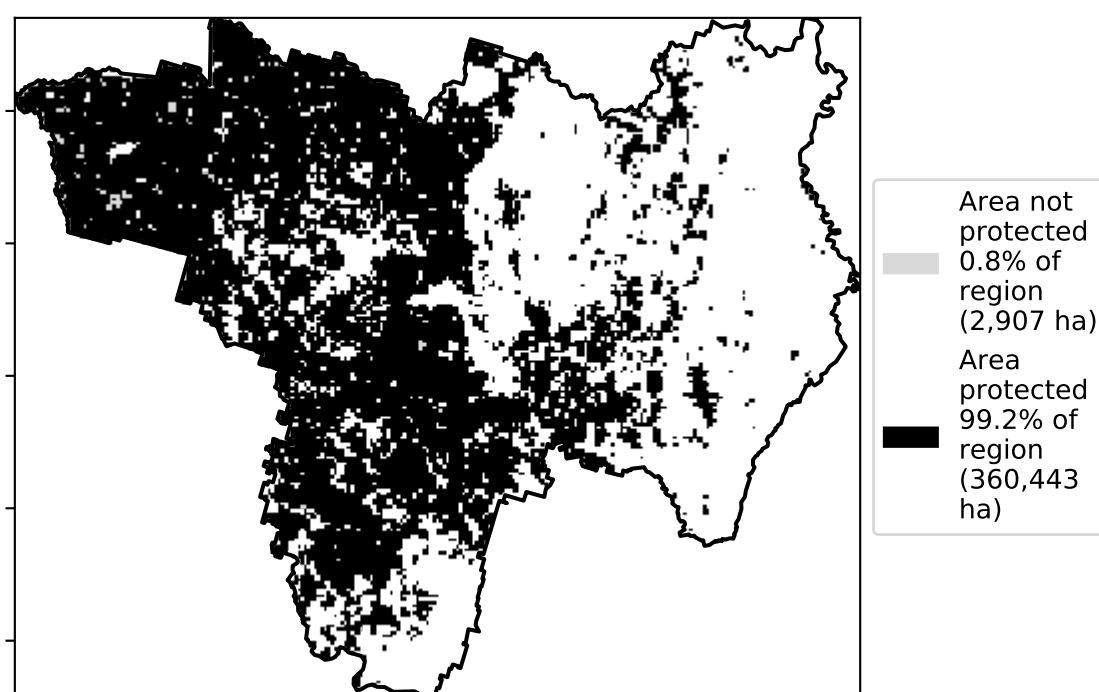 Area not
protected
0.8% of
region
(2,907 ha)
Area
protected
99.2% of
region
(360,443
ha)